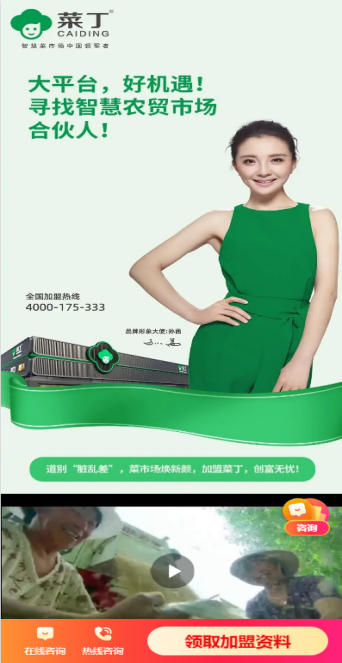 菜丁®
CAIDING
智慧菜市场中国领军者
大平台，好机遇！
寻找智慧农贸市场
合伙人！
全国加盟热线
4000-175-333
品牌形象大使:孙茜
道别“脏乱差”，菜市场焕新颜，加盟菜丁，创富无忧！
咨询
在线咨询
热线咨询
领取加盟资料